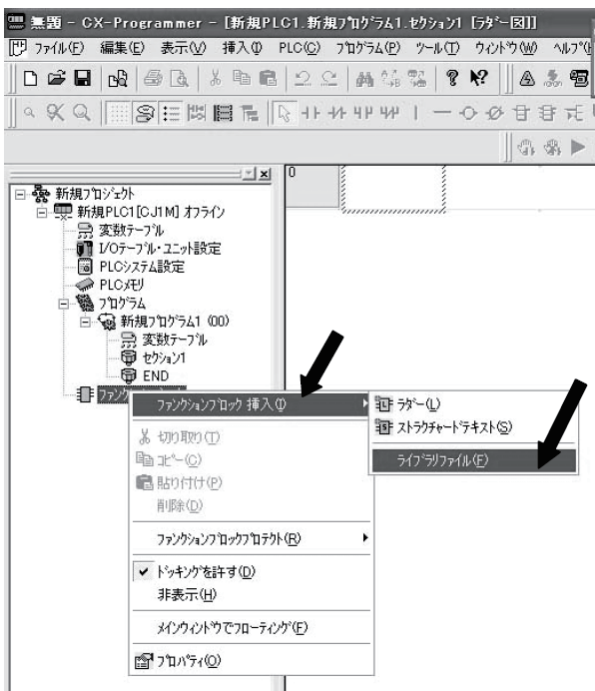 無題 - CX-Programmer - [新規PLC1.新規プログラム1.セクション1 [ラダー図]]
ファイル(F) 編集(E) 表示(V) 挿入(I) PLC(C) プログラム(P) ツール(T) ウィンドウ(W) ヘルプ(
0
新規プロジェクト
新規PLC1[CJ1M] オフライン
変数テーブル
I/Oテーブル・ユニット設定
PLCシステム設定
PLCメモリ
プログラム
新規プログラム1 (00)
変数テーブル
セクション1
END
ファンク
ファンクションブロック 挿入(I)
切り取り(T)
コピー(C)
貼り付け(P)
削除(D)
ファンクションブロックプロテクト(R)
ドッキングを許す(D)
非表示(H)
メインウィンドウでフローティング(F)
プロパティ(O)
ラダー(L)
ストラクチャードテキスト(S)
ライブラリファイル(F)